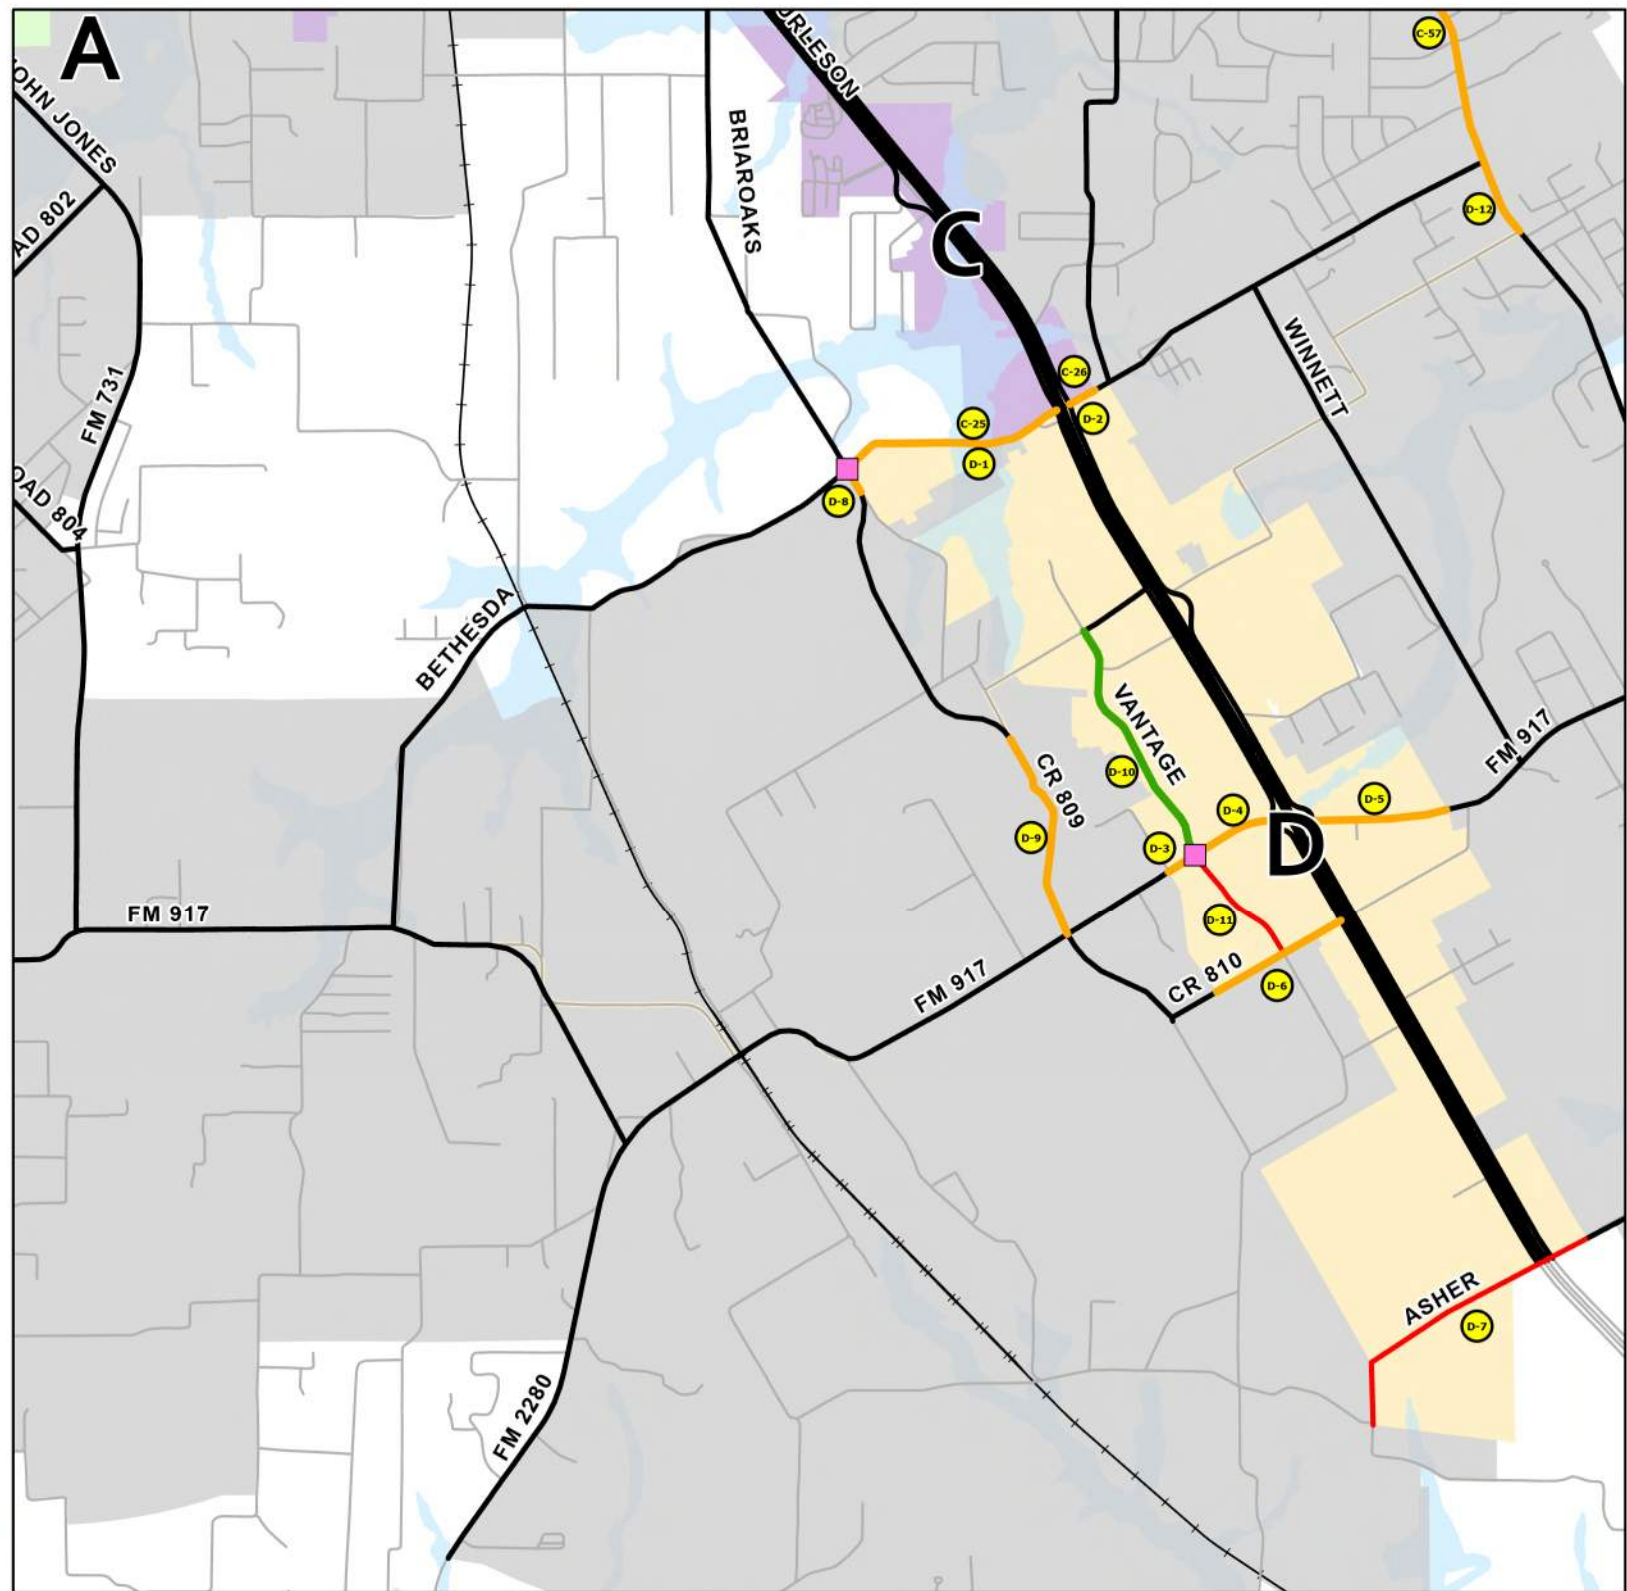 A
C-57
ORLESON
OHN JONES
BRIAROAKS
D-12
AD 802
C
WINNETT
C-26
D-2
FM 731
C-25
D-1
OAD 804
D-8
BETHESDA
VANTAGE
FM 917
CR 809
D-10
D-5
D-4
D-9
D-3
D
FM 917
D-11
CR 810
FM 917
D-6
ASHER
D-7
FM 2280